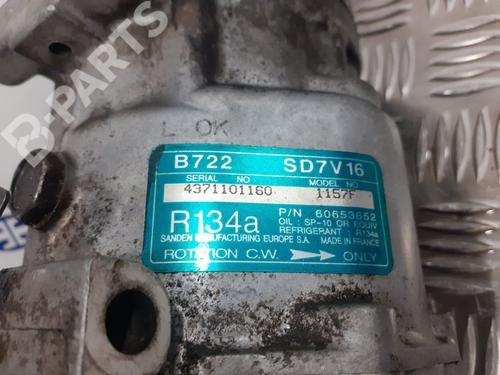 B-PARTS
L OK
B722 SD7V16
SERIAL NO MODEL NO
4371101160 1157F
R134a P/N 60653652
OIL : SP-10 OR EQUIV
REFRIGERANT : R134a
SANDEN MANUFACTURING EUROPE S.A. MADE IN FRANCE
ROTATION C.W. ONLY